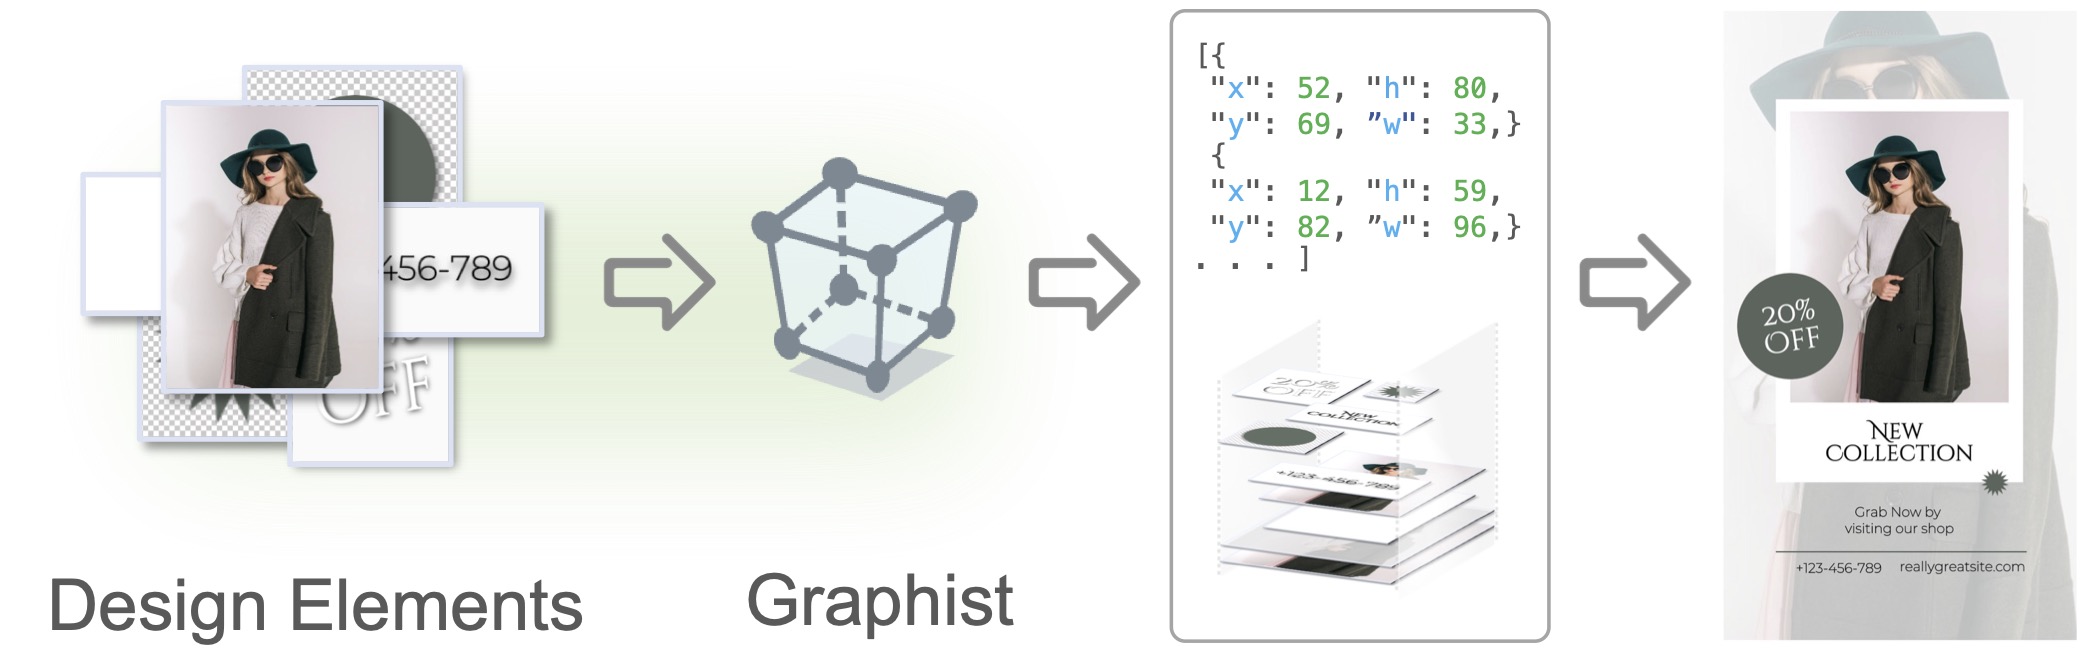 456-789
OFF
Design Elements
Graphist
[{
"x": 52, "h": 80,
"y": 69, ”w": 33,}
{
"x": 12, "h": 59,
"y": 82, ”w": 96,}
. . . ]
20%
OFF
NEW
COLLECTION
+123-456-789
20%
OFF
NEW
COLLECTION
Grab Now by
visiting our shop
+123-456-789 reallygreatsite.com